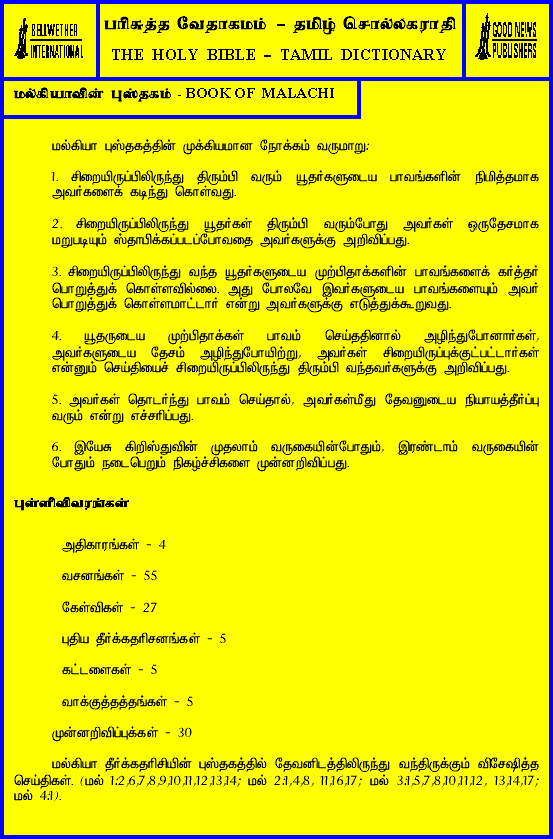 BELLWETHER
INTERNATIONAL
பரிசுத்த வேதாகமம் – தமிழ் சொல்லகராதி
THE HOLY BIBLE – TAMIL DICTIONARY
GOOD NEWS
PUBLISHERS
மல்கியாவின் புஸ்தகம் - BOOK OF MALACHI
மல்கியா புஸ்தகத்தின் முக்கியமான நோக்கம் வருமாறு:
1. சிறையிருப்பிலிருந்து திரும்பி வரும் யூதர்களுடைய பாவங்களின் நிமித்தமாக
அவர்களைக் கடிந்து கொள்வது.
2. சிறையிருப்பிலிருந்து யூதர்கள் திரும்பி வரும்போது அவர்கள் ஒருதேசமாக
மறுபடியும் ஸ்தாபிக்கப்படப்போவதை அவர்களுக்கு அறிவிப்பது.
3. சிறையிருப்பிலிருந்து வந்த யூதர்களுடைய முற்பிதாக்களின் பாவங்களைக் கர்த்தர்
பொறுத்துக் கொள்ளவில்லை. அது போலவே இவர்களுடைய பாவங்களையும் அவர்
பொறுத்துக் கொள்ளமாட்டார் என்று அவர்களுக்கு எடுத்துக்கூறுவது.
4. யூதருடைய முற்பிதாக்கள் பாவம் செய்ததினால் அழிந்துபோனார்கள்,
அவர்களுடைய தேசம் அழிந்துபோயிற்று, அவர்கள் சிறையிருப்புக்குட்பட்டார்கள்
என்னும் செய்தியைச் சிறையிருப்பிலிருந்து திரும்பி வந்தவர்களுக்கு அறிவிப்பது.
5. அவர்கள் தொடர்ந்து பாவம் செய்தால், அவர்கள்மீது தேவனுடைய நியாயத்தீர்ப்பு
வரும் என்று எச்சரிப்பது.
6. இயேசு கிறிஸ்துவின் முதலாம் வருகையின்போதும், இரண்டாம் வருகையின்
போதும் நடைபெறும் நிகழ்ச்சிகளை முன்னறிவிப்பது.
புள்ளிவிவரங்கள்
அதிகாரங்கள் - 4
வசனங்கள் - 55
கேள்விகள் - 27
புதிய தீர்க்கதரிசனங்கள் - 5
கட்டளைகள் - 5
வாக்குத்தத்தங்கள் - 5
முன்னறிவிப்புக்கள் - 30
மல்கியா தீர்க்கதரிசியின் புஸ்தகத்தில் தேவனிடத்திலிருந்து வந்திருக்கும் விசேஷித்த
செய்திகள். (மல் 1:2,6,7,8,9,10,11,12,13,14; மல் 2:1,4,8, 11,16,17; மல் 3:1,5,7,8,10,11,12, 13,14,17;
மல் 4:1).